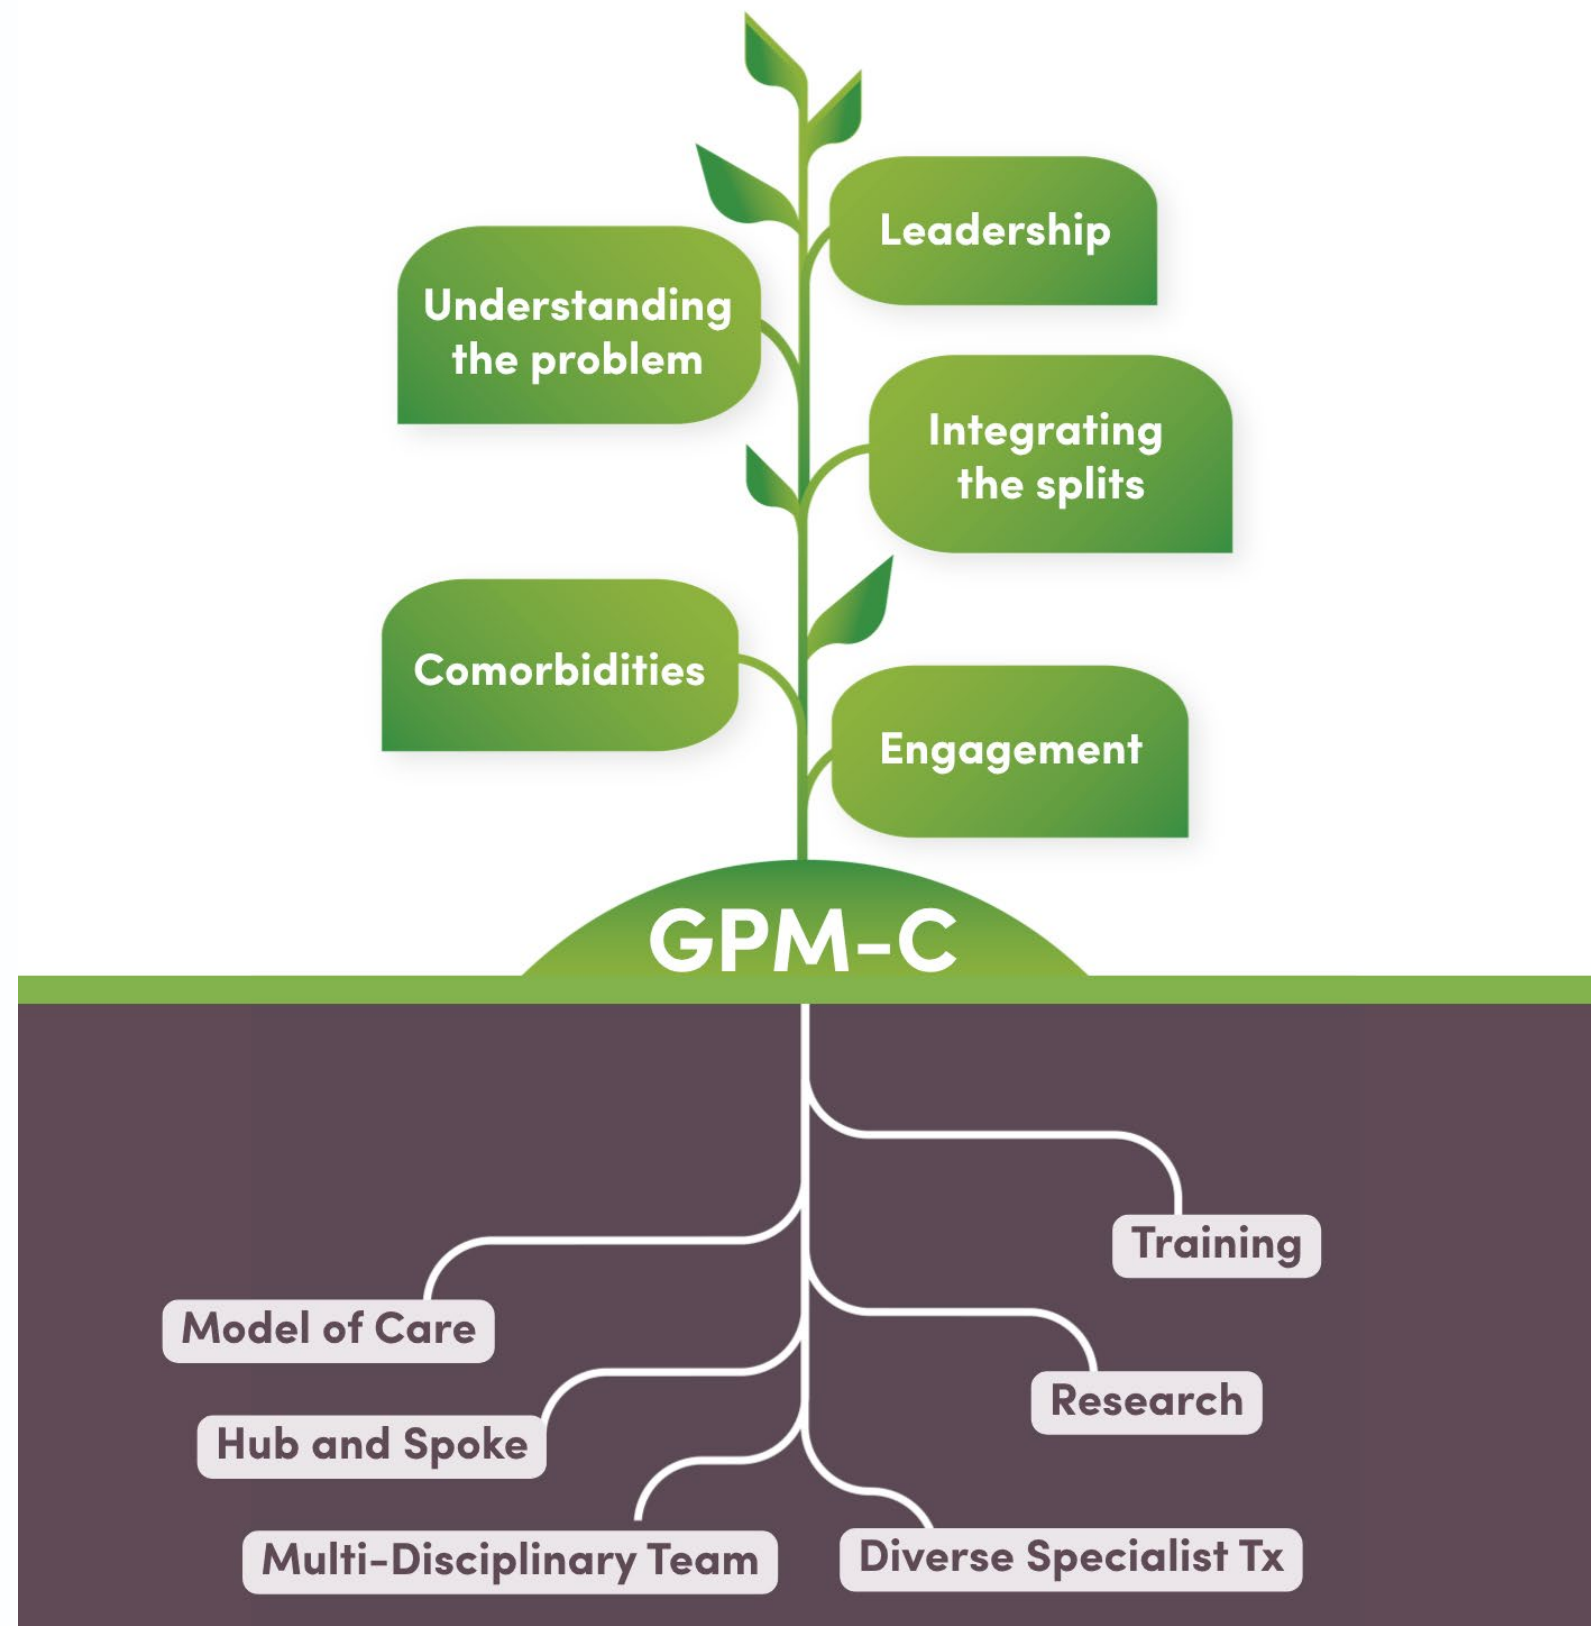 Leadership
Understanding
the problem
Integrating
the splits
Comorbidities
Engagement
GPM-C
Training
Model of Care
Research
Hub and Spoke
Multi-Disciplinary Team
Diverse Specialist Tx